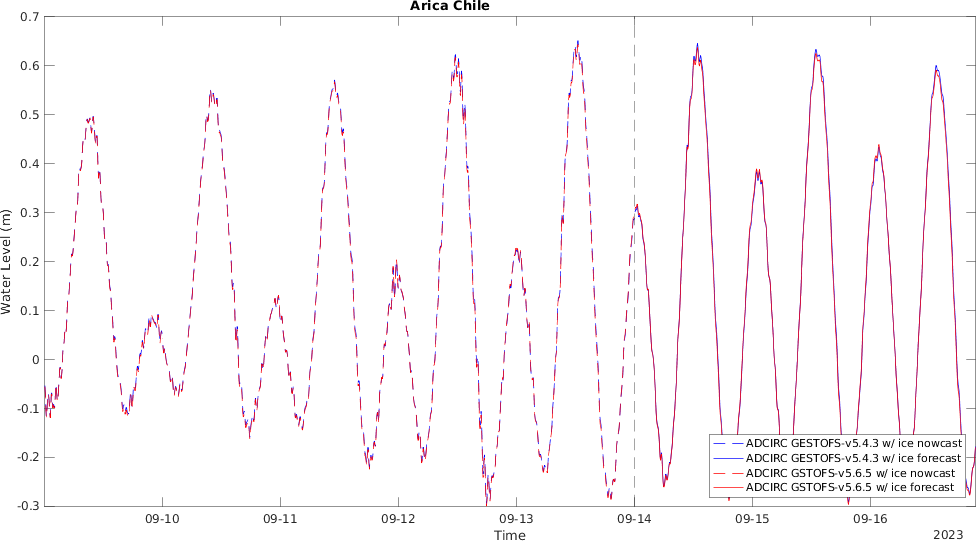 Arica Chile
0.7
0.6
0.5
0.4
0.3
0.2
0.1
0
-0.1
-0.2
-0.3
Water Level (m)
ADCIRC GESTOFS-v5.4.3 w/ ice nowcast
ADCIRC GESTOFS-v5.4.3 w/ ice forecast
ADCIRC GSTOFS-v5.6.5 w/ ice nowcast
ADCIRC GSTOFS-v5.6.5 w/ ice forecast
09-10 09-11 09-12 09-13 09-14 09-15 09-16
Time
2023